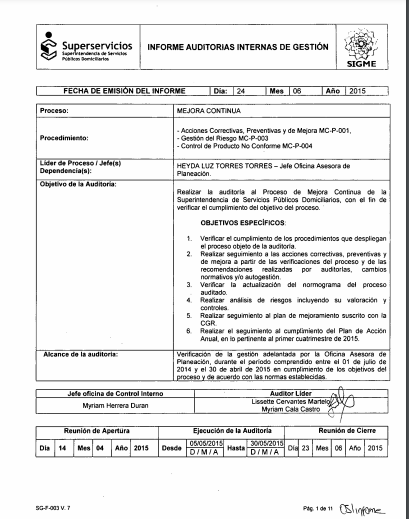 Superservicios
Superintendencia de Servicios
Públicos Domiciliarios
INFORME AUDITORIAS INTERNAS DE GESTIÓN
SIGME
FECHA DE EMISIÓN DEL INFORME Día: 24 Mes 06 Año 2015
Proceso: MEJORA CONTINUA
Procedimiento:
- Acciones Correctivas, Preventivas y de Mejora MC-P-001,
- Gestión del Riesgo MC-P-003
- Control de Producto No Conforme MC-P-004
Líder de Proceso / Jefe(s)
Dependencia(s):
HEYDA LUZ TORRES TORRES – Jefe Oficina Asesora de
Planeación.
Objetivo de la Auditoría:
Realizar la auditoría al Proceso de Mejora Continua de la
Superintendencia de Servicios Públicos Domiciliarios, con el fin de
verificar el cumplimiento del objetivo del proceso.
OBJETIVOS ESPECÍFICOS:
1. Verificar el cumplimiento de los procedimientos que despliegan
el proceso objeto de la auditoría.
2. Realizar seguimiento a las acciones correctivas, preventivas y
de mejora a partir de las verificaciones del proceso y de las
recomendaciones realizadas por auditorías, cambios
normativos y/o autogestión.
3. Verificar la actualización del normograma del proceso
auditado.
4. Realizar análisis de riesgos incluyendo su valoración y
controles.
5. Realizar seguimiento al plan de mejoramiento suscrito con la
CGR.
6. Realizar el seguimiento al cumplimiento del Plan de Acción
Anual, en lo pertinente al primer cuatrimestre de 2015.
Alcance de la auditoría:
Verificación de la gestión adelantada por la Oficina Asesora de
Planeación, durante el período comprendido entre el 01 de julio de
2014 y el 30 de abril de 2015 en cumplimiento de los objetivos del
proceso y de acuerdo con las normas establecidas.
Jefe oficina de Control Interno Auditor Líder
Myriam Herrera Duran
Lissette Cervantes Martelo
Myriam Cala Castro
Reunión de Apertura Ejecución de la Auditoría Reunión de Cierre
Día 14 Mes 04 Año 2015 Desde 05/05/2015 D / M / A Hasta 30/05/2015 D / M / A Día 23 Mes 06 Año 2015
SG-F-003 V. 7
Pág. 1 de 11